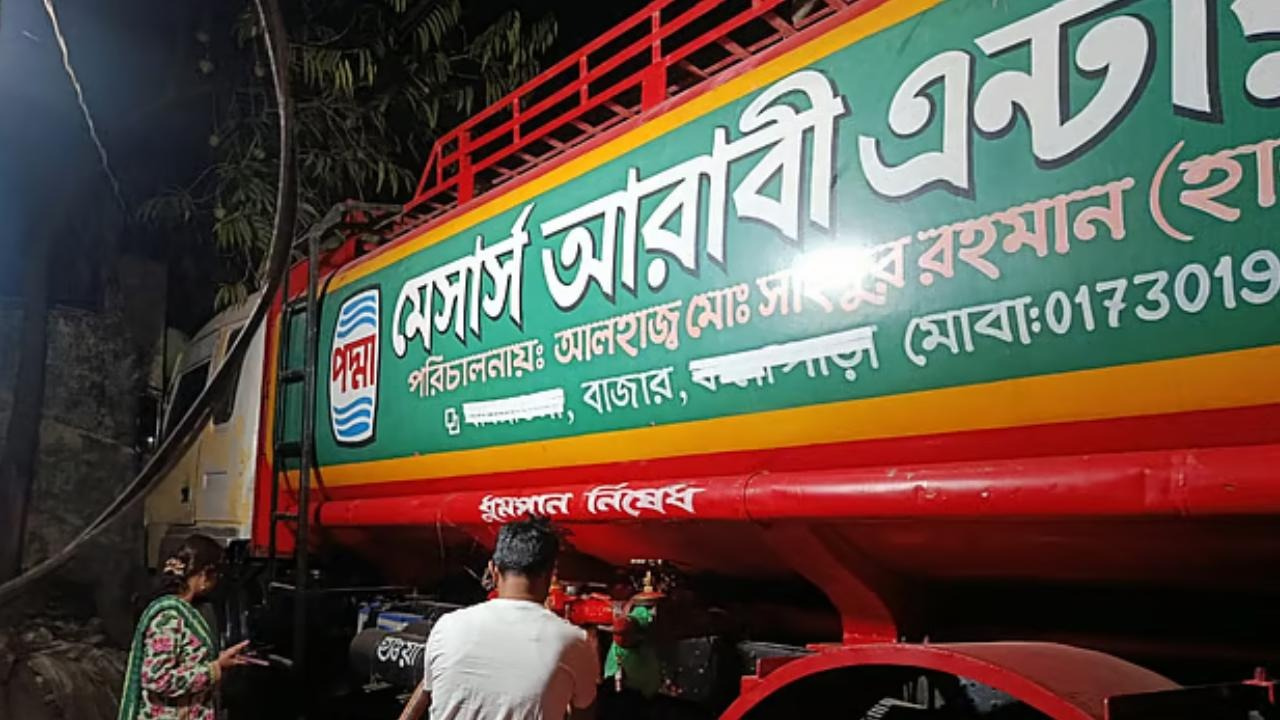 মেসার্স আরাবী এন্টার
পদ্মা
পরিচালনায়ঃ আলহাজ্ব মোঃ রহমান (হা
, বাজার, মোবাঃ 0173019
ধুমপান নিষেধ